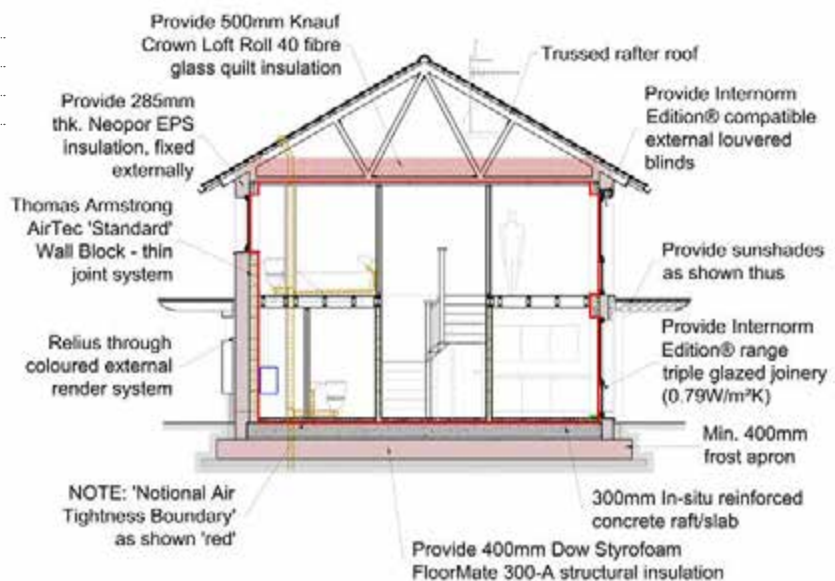 Provide 500mm Knauf
Crown Loft Roll 40 fibre
glass quilt insulation
Trussed rafter roof
Provide 285mm
thk. Neopor EPS
insulation, fixed
externally
Provide Internorm
Edition® compatible
external louvered
blinds
Thomas Armstrong
AirTec 'Standard'
Wall Block - thin
joint system
Provide sunshades
as shown thus
Relius through
coloured external
render system
Provide Internorm
Edition® range
triple glazed joinery
(0.79W/m²K)
Min. 400mm
frost apron
NOTE: 'Notional Air
Tightness Boundary'
as shown 'red'
300mm In-situ reinforced
concrete raft/slab
Provide 400mm Dow Styrofoam
FloorMate 300-A structural insulation